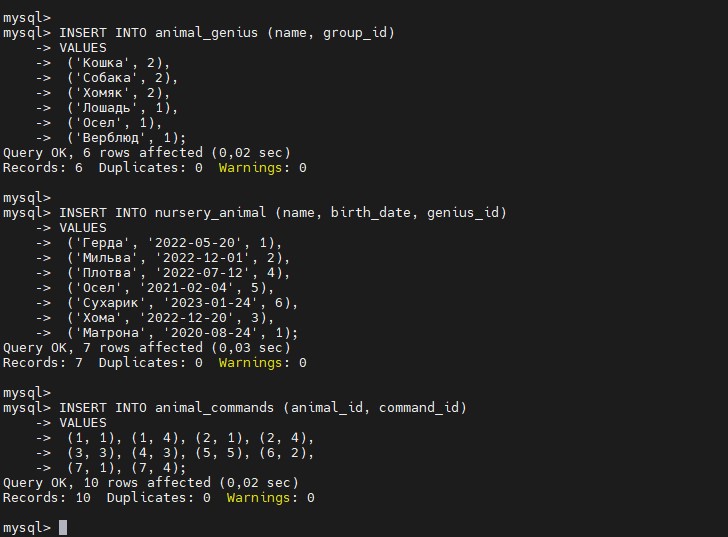 mysql>
mysql> INSERT INTO animal_genius (name, group_id)
    -> VALUES
    ->  ('Кошка', 2),
    ->  ('Собака', 2),
    ->  ('Хомяк', 2),
    ->  ('Лошадь', 1),
    ->  ('Осел', 1),
    ->  ('Верблюд', 1);
Query OK, 6 rows affected (0,02 sec)
Records: 6  Duplicates: 0  Warnings: 0

mysql>
mysql> INSERT INTO nursery_animal (name, birth_date, genius_id)
    -> VALUES
    ->  ('Герда', '2022-05-20', 1),
    ->  ('Мильва', '2022-12-01', 2),
    ->  ('Плотва', '2022-07-12', 4),
    ->  ('Осел', '2021-02-04', 5),
    ->  ('Сухарик', '2023-01-24', 6),
    ->  ('Хома', '2022-12-20', 3),
    ->  ('Матрона', '2020-08-24', 1);
Query OK, 7 rows affected (0,03 sec)
Records: 7  Duplicates: 0  Warnings: 0

mysql>
mysql> INSERT INTO animal_commands (animal_id, command_id)
    -> VALUES
    ->  (1, 1), (1, 4), (2, 1), (2, 4),
    ->  (3, 3), (4, 3), (5, 5), (6, 2),
    ->  (7, 1), (7, 4);
Query OK, 10 rows affected (0,02 sec)
Records: 10  Duplicates: 0  Warnings: 0

mysql>